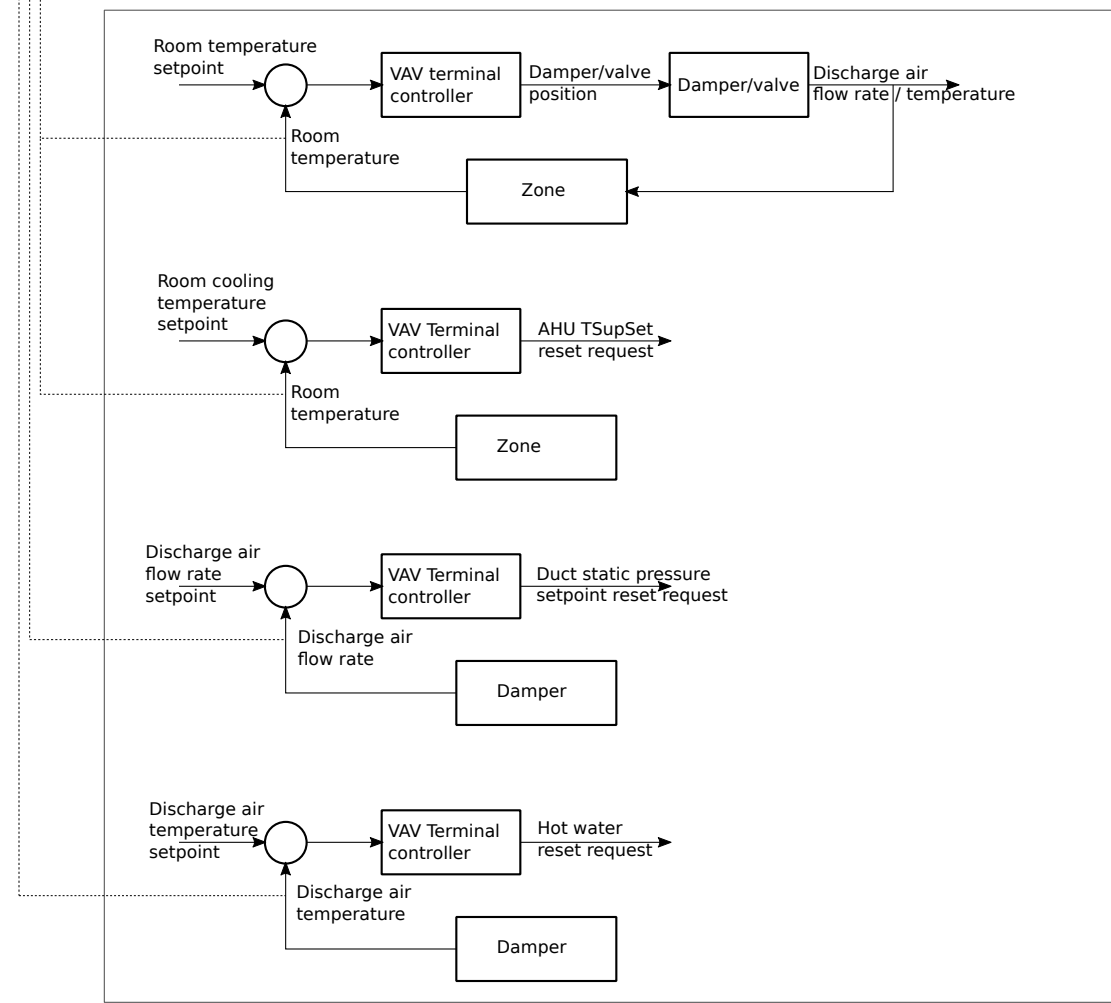 Room temperature
setpoint
VAV terminal
controller
Damper/valve
position
Damper/valve
Discharge air
flow rate / temperature
Room
temperature
Zone
Room cooling
temperature
setpoint
VAV Terminal
controller
AHU TSupSet
reset request
Room
temperature
Zone
Discharge air
flow rate
setpoint
VAV Terminal
controller
Duct static pressure
setpoint reset request
Discharge air
flow rate
Damper
Discharge air
temperature
setpoint
VAV Terminal
controller
Hot water
reset request
Discharge air
temperature
Damper